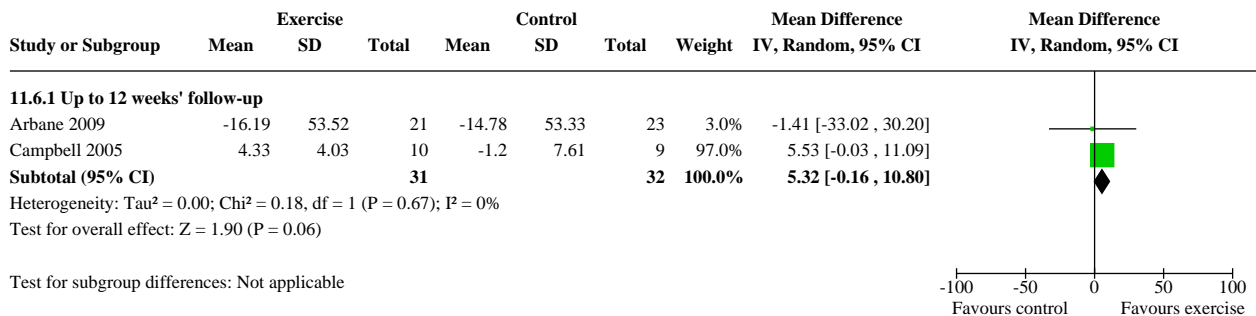 Exercise Control Mean Difference Mean Difference
Study or Subgroup Mean SD Total Mean SD Total Weight IV, Random, 95% CI IV, Random, 95% CI
11.6.1 Up to 12 weeks' follow-up
Arbane 2009 -16.19 53.52 21 -14.78 53.33 23 3.0% -1.41 [-33.02 , 30.20]
Campbell 2005 4.33 4.03 10 -1.2 7.61 9 97.0% 5.53 [-0.03 , 11.09]
Subtotal (95% CI) 31 32 100.0% 5.32 [-0.16 , 10.80]
Heterogeneity: Tau² = 0.00; Chi² = 0.18, df = 1 (P = 0.67); I² = 0%
Test for overall effect: Z = 1.90 (P = 0.06)
Test for subgroup differences: Not applicable
-100 -50 0 50 100
Favours control Favours exercise